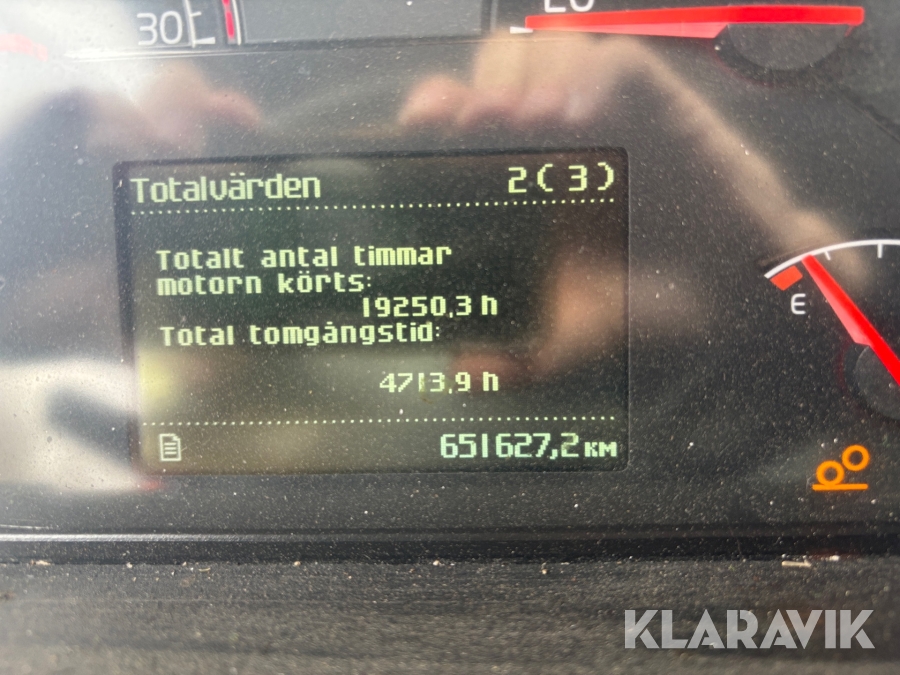 30
Totalvärden 2(3)
Totalt antal timmar
motorn körts:
19250,3 h
Total tomgångstid:
4713,9 h
651627,2 KM
E
KLARAVIK